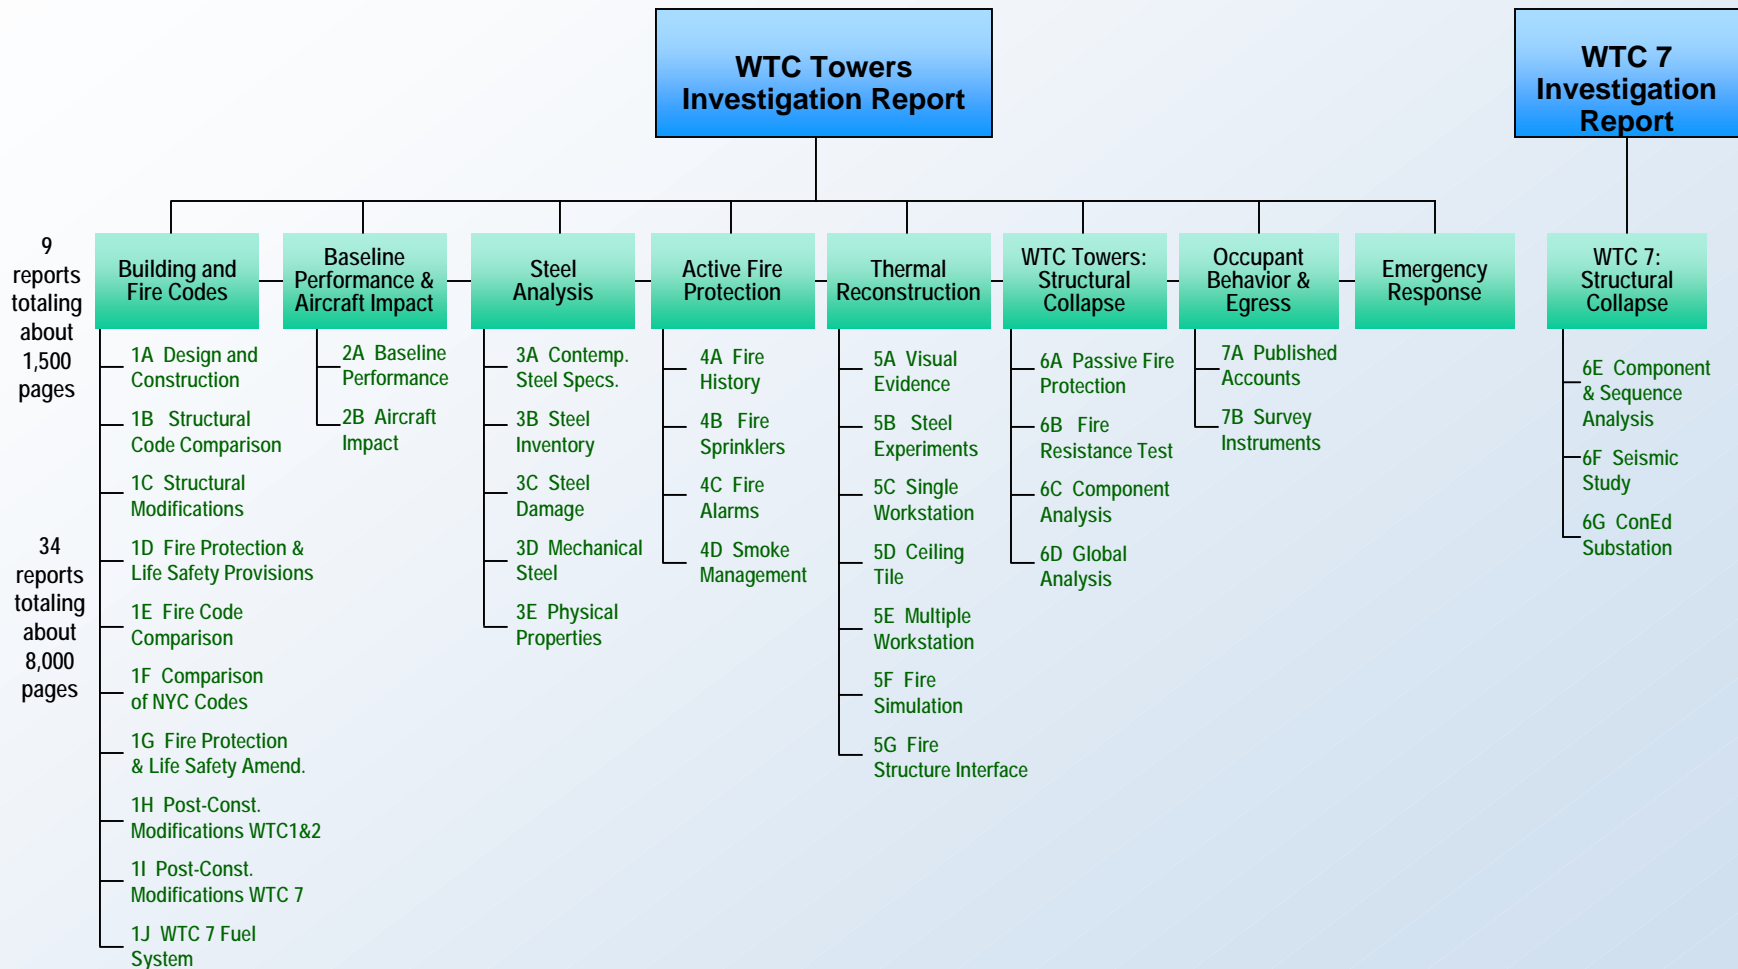 WTC Towers
Investigation Report
WTC 7
Investigation
Report
9
reports
totaling
about
1,500
pages
34
reports
totaling
about
8,000
pages
Building and
Fire Codes
1A Design and
Construction
1B Structural
Code Comparison
1C Structural
Modifications
1D Fire Protection &
Life Safety Provisions
1E Fire Code
Comparison
1F Comparison
of NYC Codes
1G Fire Protection
& Life Safety Amend.
1H Post-Const.
Modifications WTC1&2
1I Post-Const.
Modifications WTC 7
1J WTC 7 Fuel
System
Baseline
Performance &
Aircraft Impact
2A Baseline
Performance
2B Aircraft
Impact
Steel
Analysis
3A Contemp.
Steel Specs.
3B Steel
Inventory
3C Steel
Damage
3D Mechanical
Steel
3E Physical
Properties
Active Fire
Protection
4A Fire
History
4B Fire
Sprinklers
4C Fire
Alarms
4D Smoke
Management
Thermal
Reconstruction
5A Visual
Evidence
5B Steel
Experiments
5C Single
Workstation
5D Ceiling
Tile
5E Multiple
Workstation
5F Fire
Simulation
5G Fire
Structure Interface
WTC Towers:
Structural
Collapse
6A Passive Fire
Protection
6B Fire
Resistance Test
6C Component
Analysis
6D Global
Analysis
Occupant
Behavior &
Egress
7A Published
Accounts
7B Survey
Instruments
Emergency
Response
WTC 7:
Structural
Collapse
6E Component
& Sequence
Analysis
6F Seismic
Study
6G ConEd
Substation